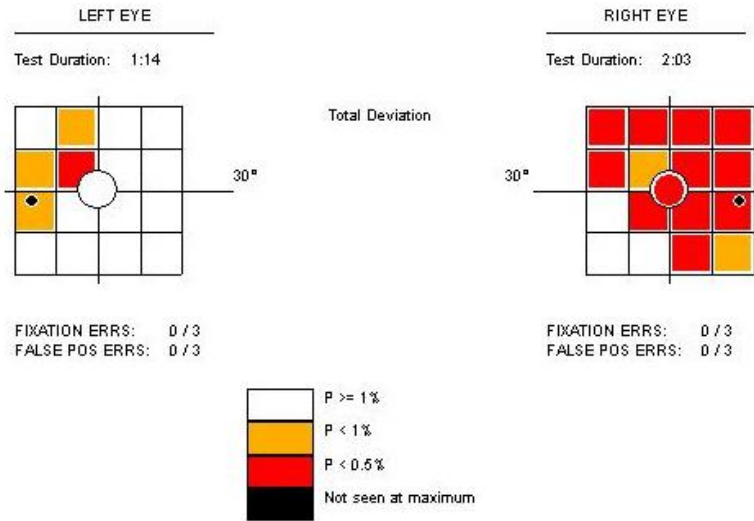 LEFT EYE
RIGHT EYE
Test Duration: 1:14
Test Duration: 2:03
Total Deviation
30°
30°
FIXATION ERRS: 0 / 3
FALSE POS ERRS: 0 / 3
FIXATION ERRS: 0 / 3
FALSE POS ERRS: 0 / 3
P >= 1%
P < 1%
P < 0.5%
Not seen at maximum